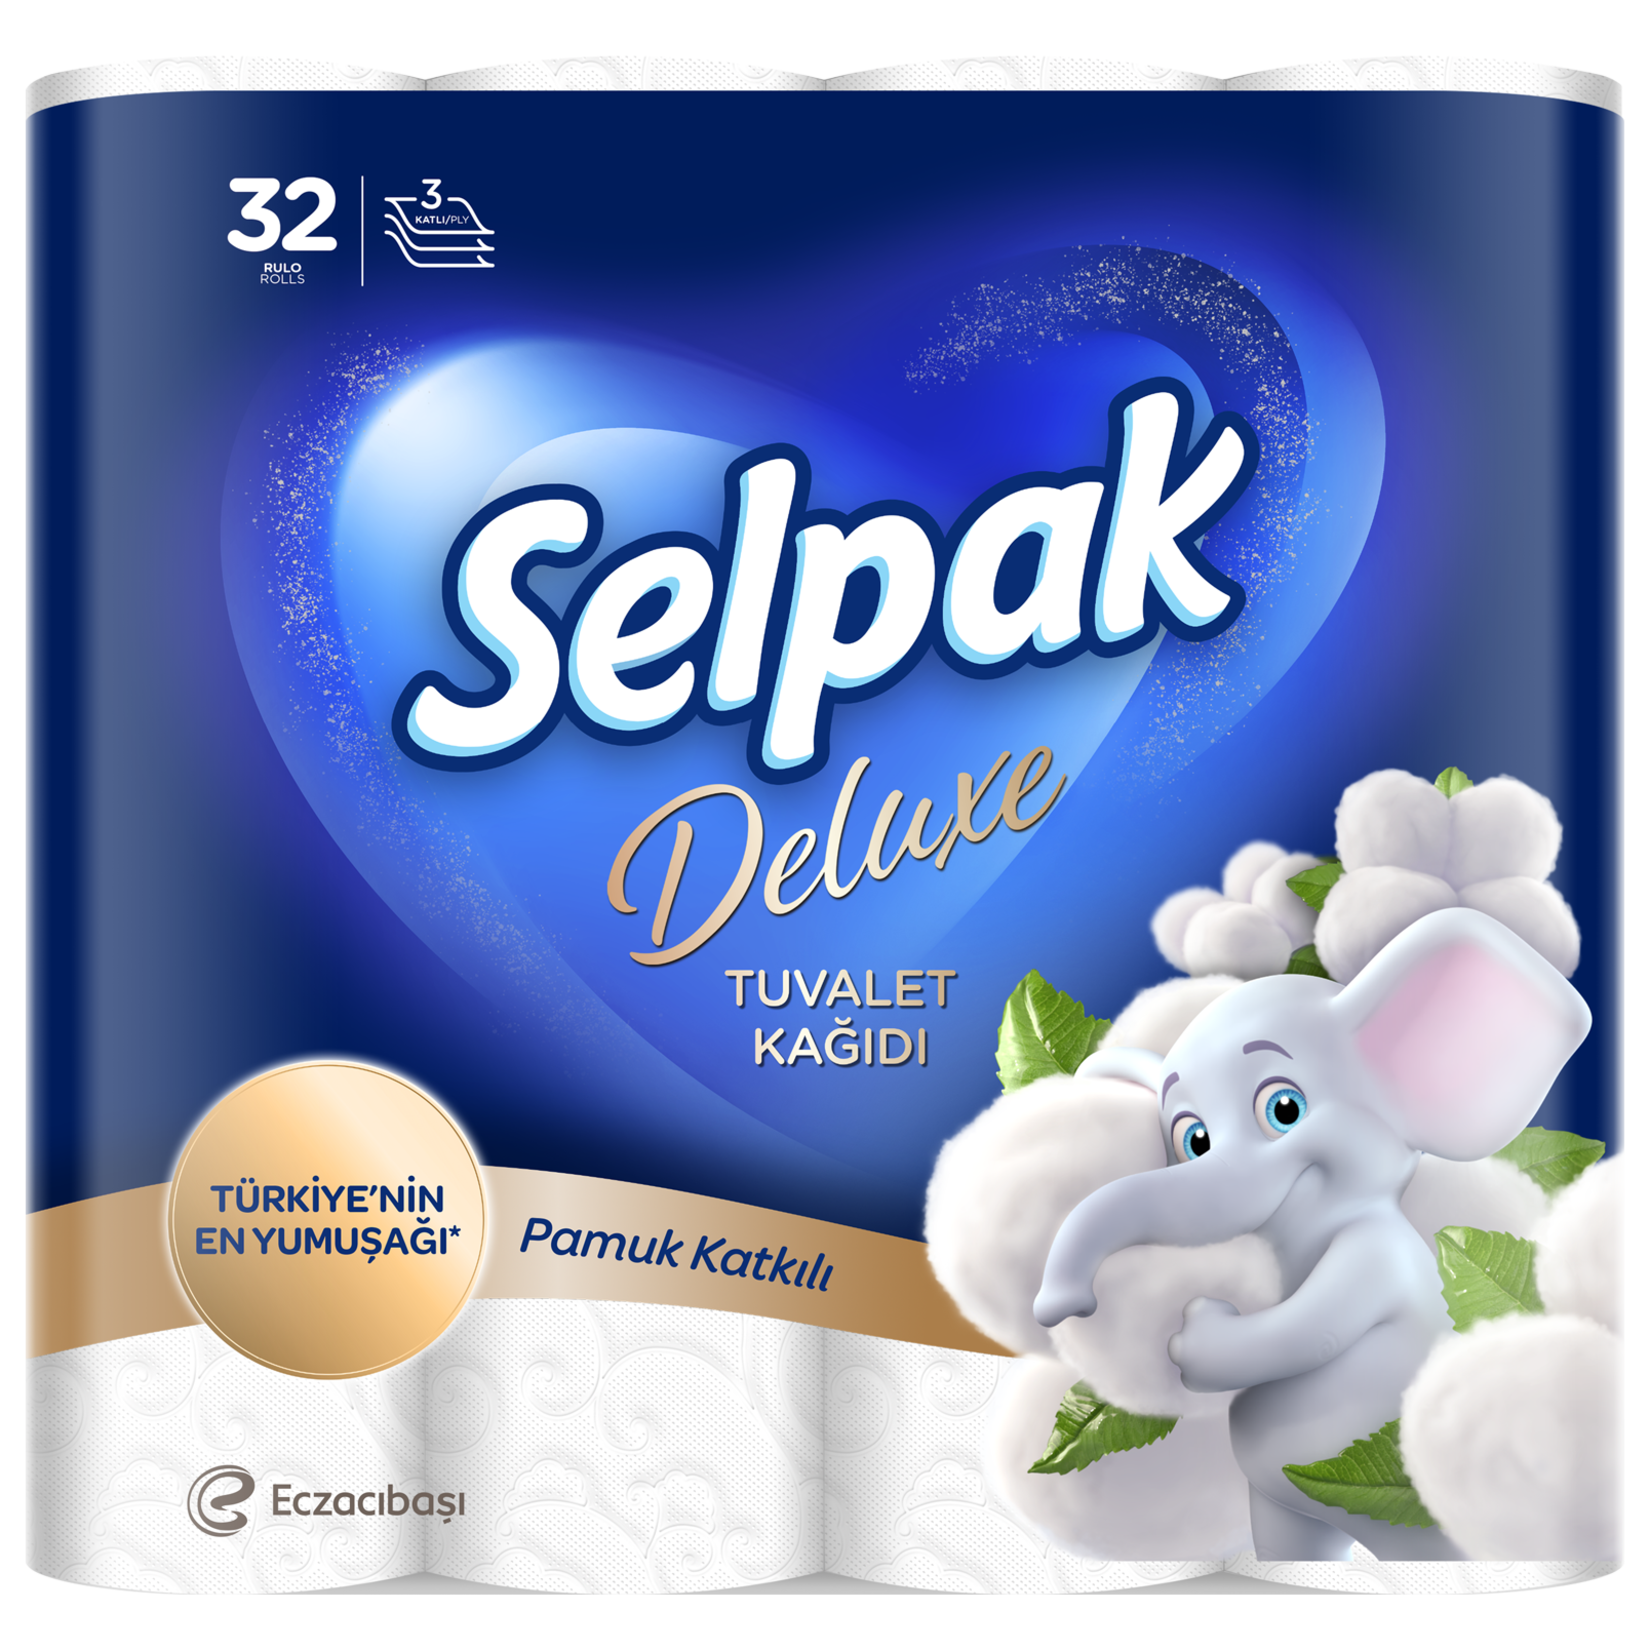 32
RULO
ROLLS
3
KATLI/PLY
Selpak
Deluxe
TUVALET
KAĞIDI
TÜRKİYE'NİN
EN YUMUŞAĞI*
Pamuk Katkılı
Eczacıbaşı